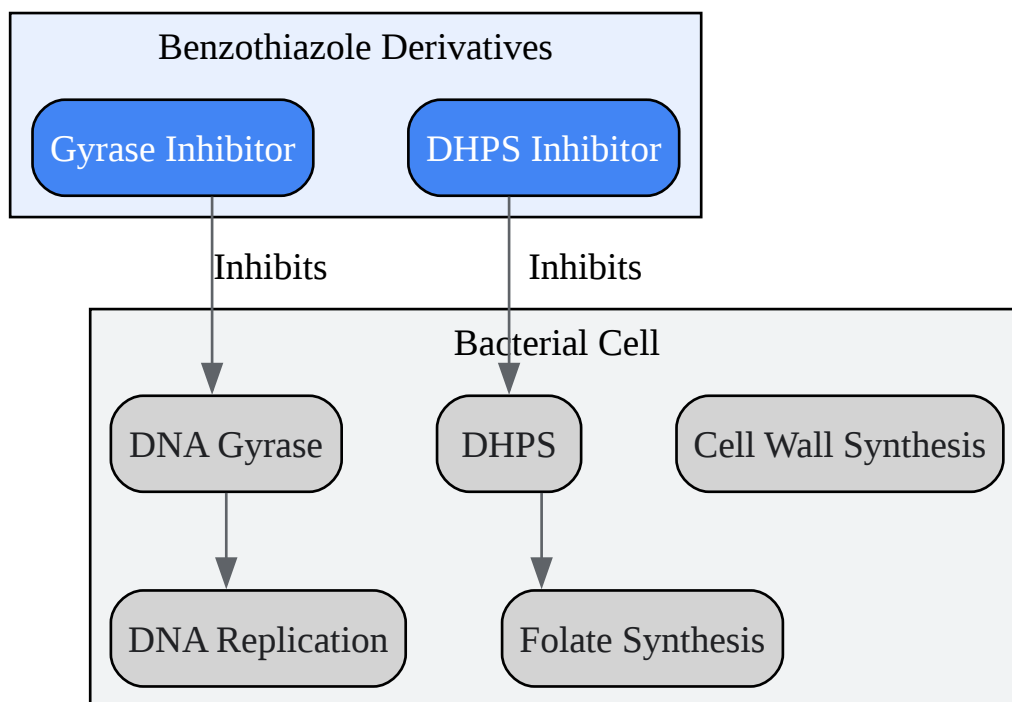 Benzothiazole Derivatives
Gyrase Inhibitor
DHPS Inhibitor
Inhibits
Inhibits
Bacterial Cell
DNA Gyrase
DHPS
Cell Wall Synthesis
DNA Replication
Folate Synthesis